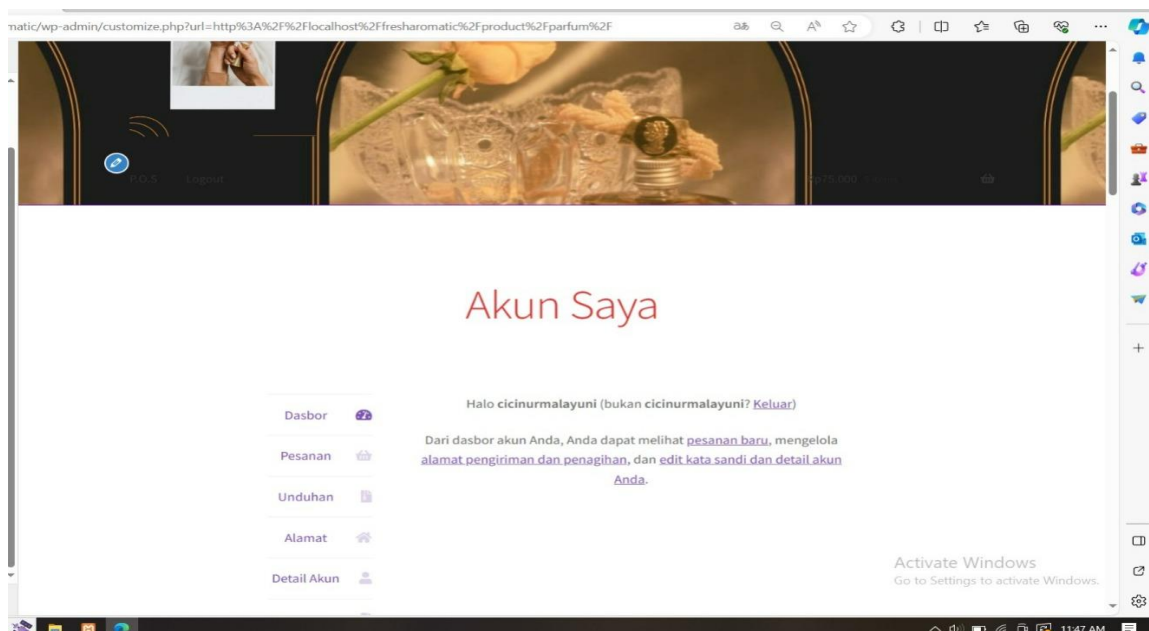 matic/wp-admin/customize.php?url=http%3A%2F%2Flocalhost%2Ffresharomatic%2Fproduct%2Fparfum%2F
P.O.S Logout
Rp75.000
Akun Saya
Dasbor
Halo cicinurmalayuni (bukan cicinurmalayuni? Keluar)
Dari dasbor akun Anda, Anda dapat melihat pesanan baru, mengelola
alamat pengiriman dan penagihan, dan edit kata sandi dan detail akun
Anda.
Pesanan
Unduhan
Alamat
Detail Akun
Activate Windows
Go to Settings to activate Windows.
11:47 AM